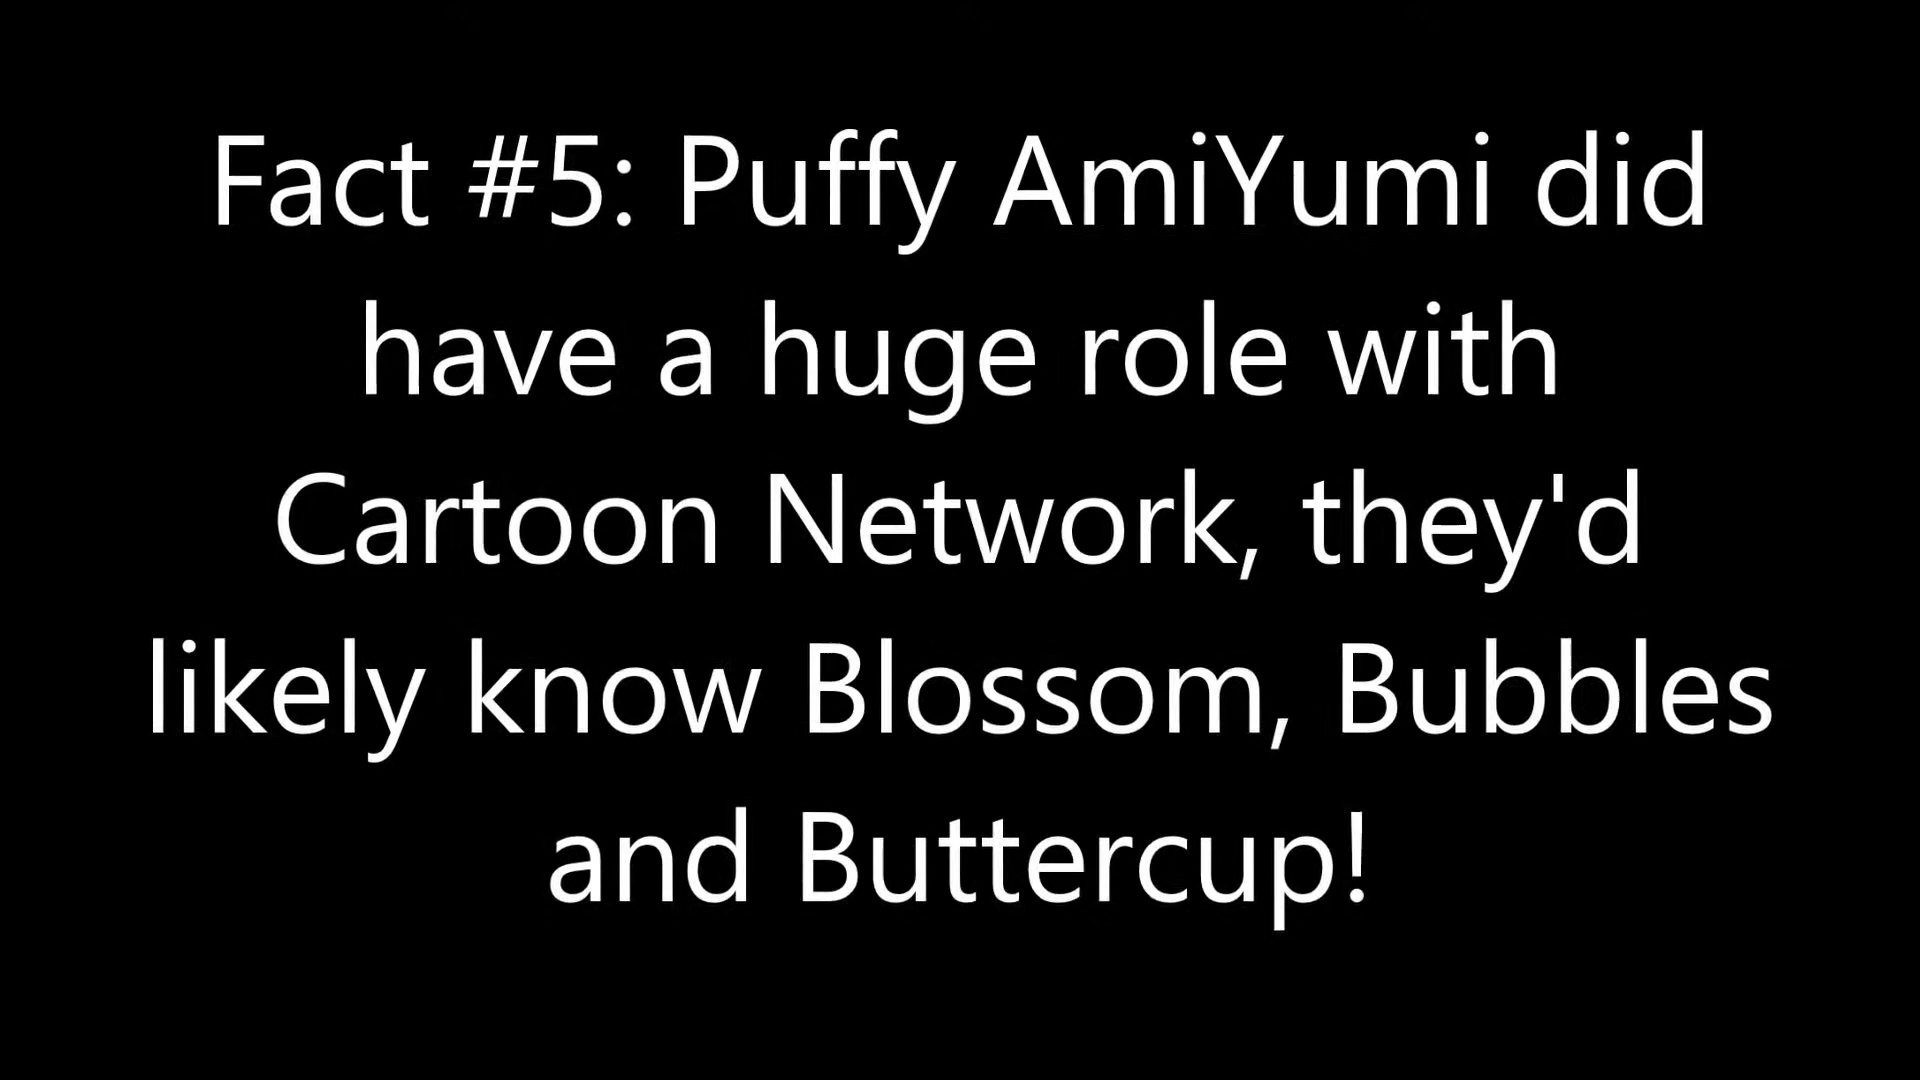 Fact #5: Puffy AmiYumi did
have a huge role with
Cartoon Network, they'd
likely know Blossom, Bubbles
and Buttercup!